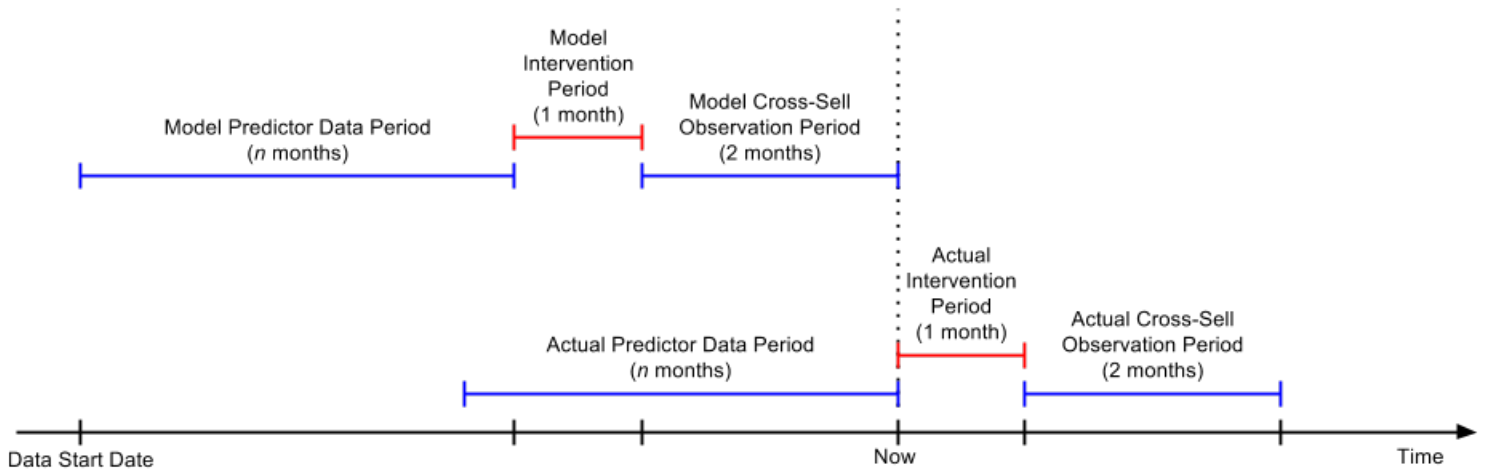 Model
Intervention
Period
(1 month)
Model Predictor Data Period
(n months)
Model Cross-Sell
Observation Period
(2 months)
Actual
Intervention
Period
(1 month)
Actual Predictor Data Period
(n months)
Actual Cross-Sell
Observation Period
(2 months)
Data Start Date
Now
Time